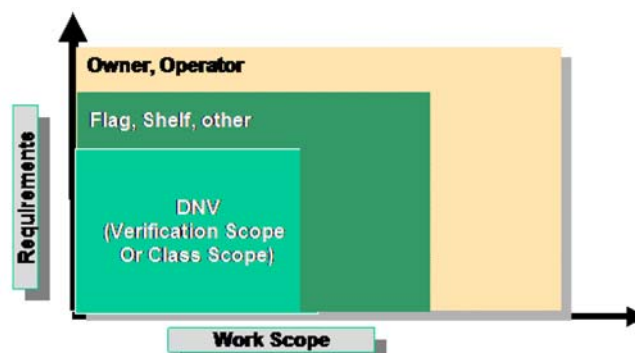 Owner, Operator
Flag, Shelf, other
DNV
(Verification Scope
Or Class Scope)
Requirements
Work Scope